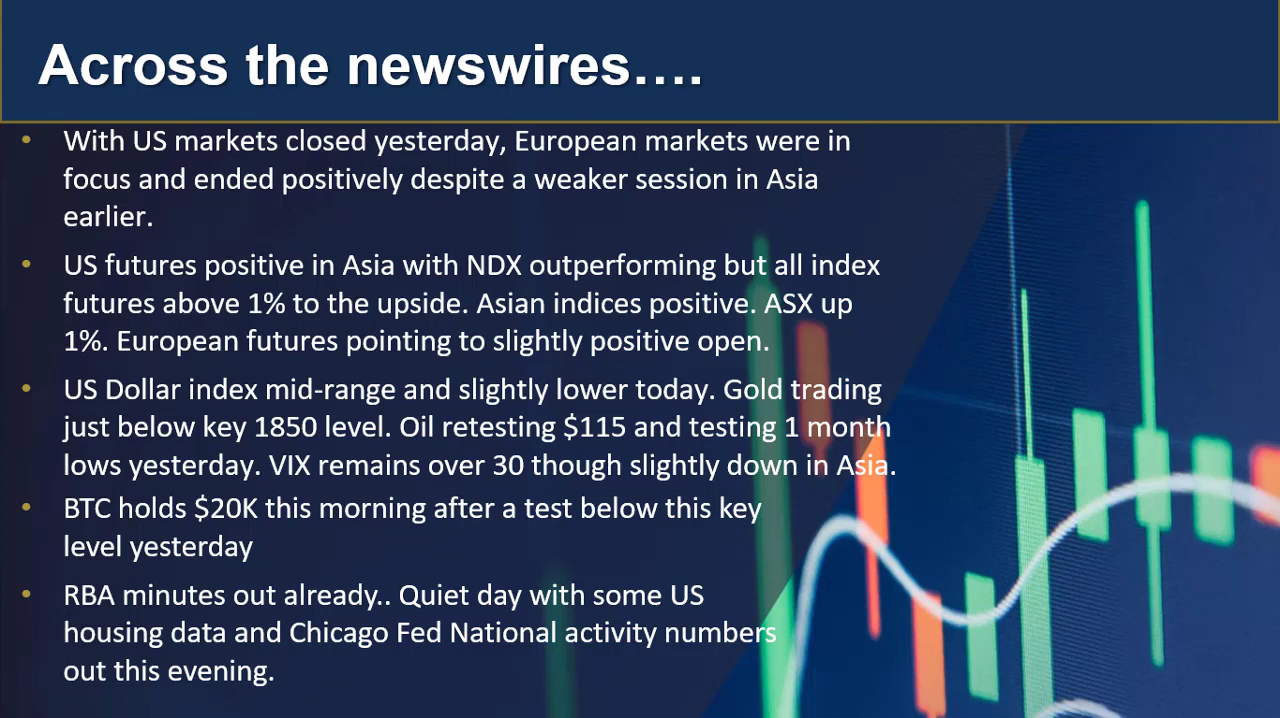 Across the newswires....
• With US markets closed yesterday, European markets were in
focus and ended positively despite a weaker session in Asia
earlier.
• US futures positive in Asia with NDX outperforming but all index
futures above 1% to the upside. Asian indices positive. ASX up
1%. European futures pointing to slightly positive open.
• US Dollar index mid-range and slightly lower today. Gold trading
just below key 1850 level. Oil retesting $115 and testing 1 month
lows yesterday. VIX remains over 30 though slightly down in Asia.
• BTC holds $20K this morning after a test below this key
level yesterday
• RBA minutes out already.. Quiet day with some US
housing data and Chicago Fed National activity numbers
out this evening.